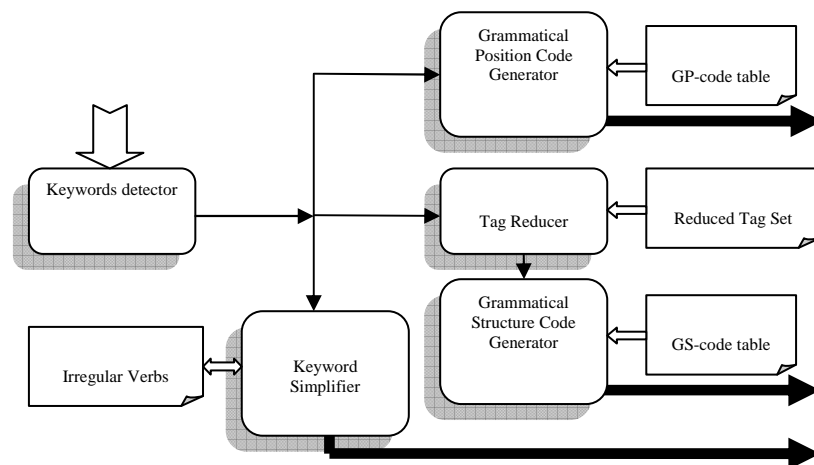 Grammatical
Position Code
Generator
GP-code table
Keywords detector
Tag Reducer
Reduced Tag Set
Grammatical
Structure Code
Generator
GS-code table
Irregular Verbs
Keyword
Simplifier